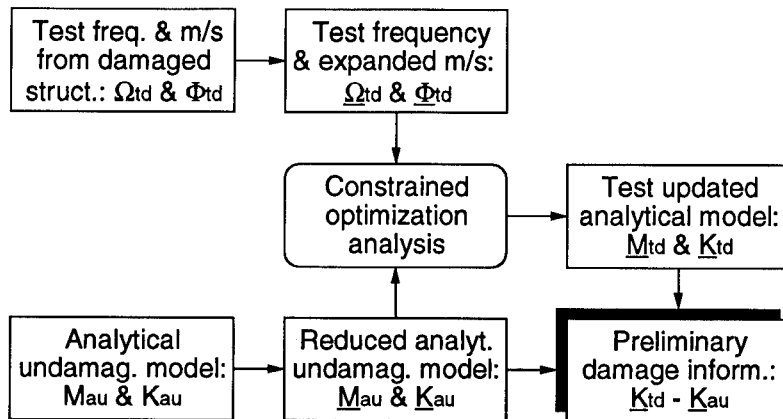 Test freq. & m/s
from damaged
struct.: Ωtd & Φtd
Test frequency
& expanded m/s:
Ωtd & Φtd
Constrained
optimization
analysis
Test updated
analytical model:
Mtd & Ktd
Analytical
undamag. model:
Mau & Kau
Reduced analyt.
undamag. model:
Mau & Kau
Preliminary
damage inform.:
Ktd - Kau